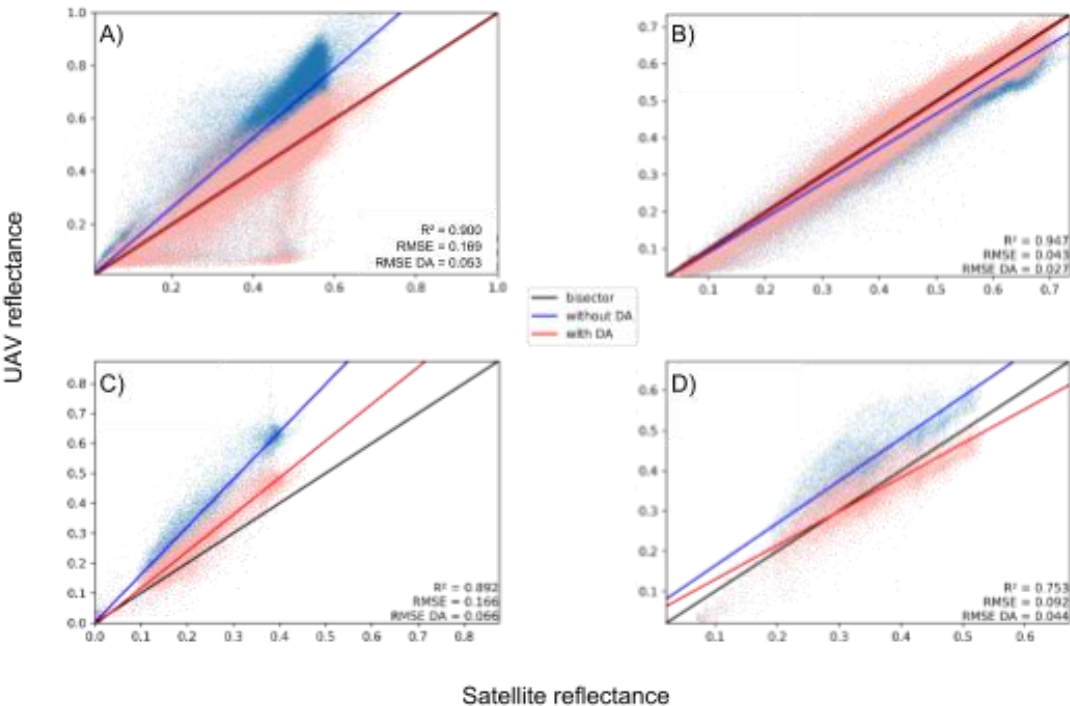 UAV reflectance
A)
1.0
0.8
0.6
0.4
0.2
0.2 0.4 0.6 0.8 1.0
R² = 0.900
RMSE = 0.169
RMSE DA = 0.053
B)
0.7
0.6
0.5
0.4
0.3
0.2
0.1
0.1 0.2 0.3 0.4 0.5 0.6 0.7
R² = 0.947
RMSE = 0.043
RMSE DA = 0.027
bisector
without DA
with DA
C)
0.8
0.7
0.6
0.5
0.4
0.3
0.2
0.1
0.0
0.0 0.1 0.2 0.3 0.4 0.5 0.6 0.7 0.8
R² = 0.892
RMSE = 0.166
RMSE DA = 0.066
D)
0.6
0.5
0.4
0.3
0.2
0.1
0.1 0.2 0.3 0.4 0.5 0.6
R² = 0.753
RMSE = 0.092
RMSE DA = 0.044
Satellite reflectance